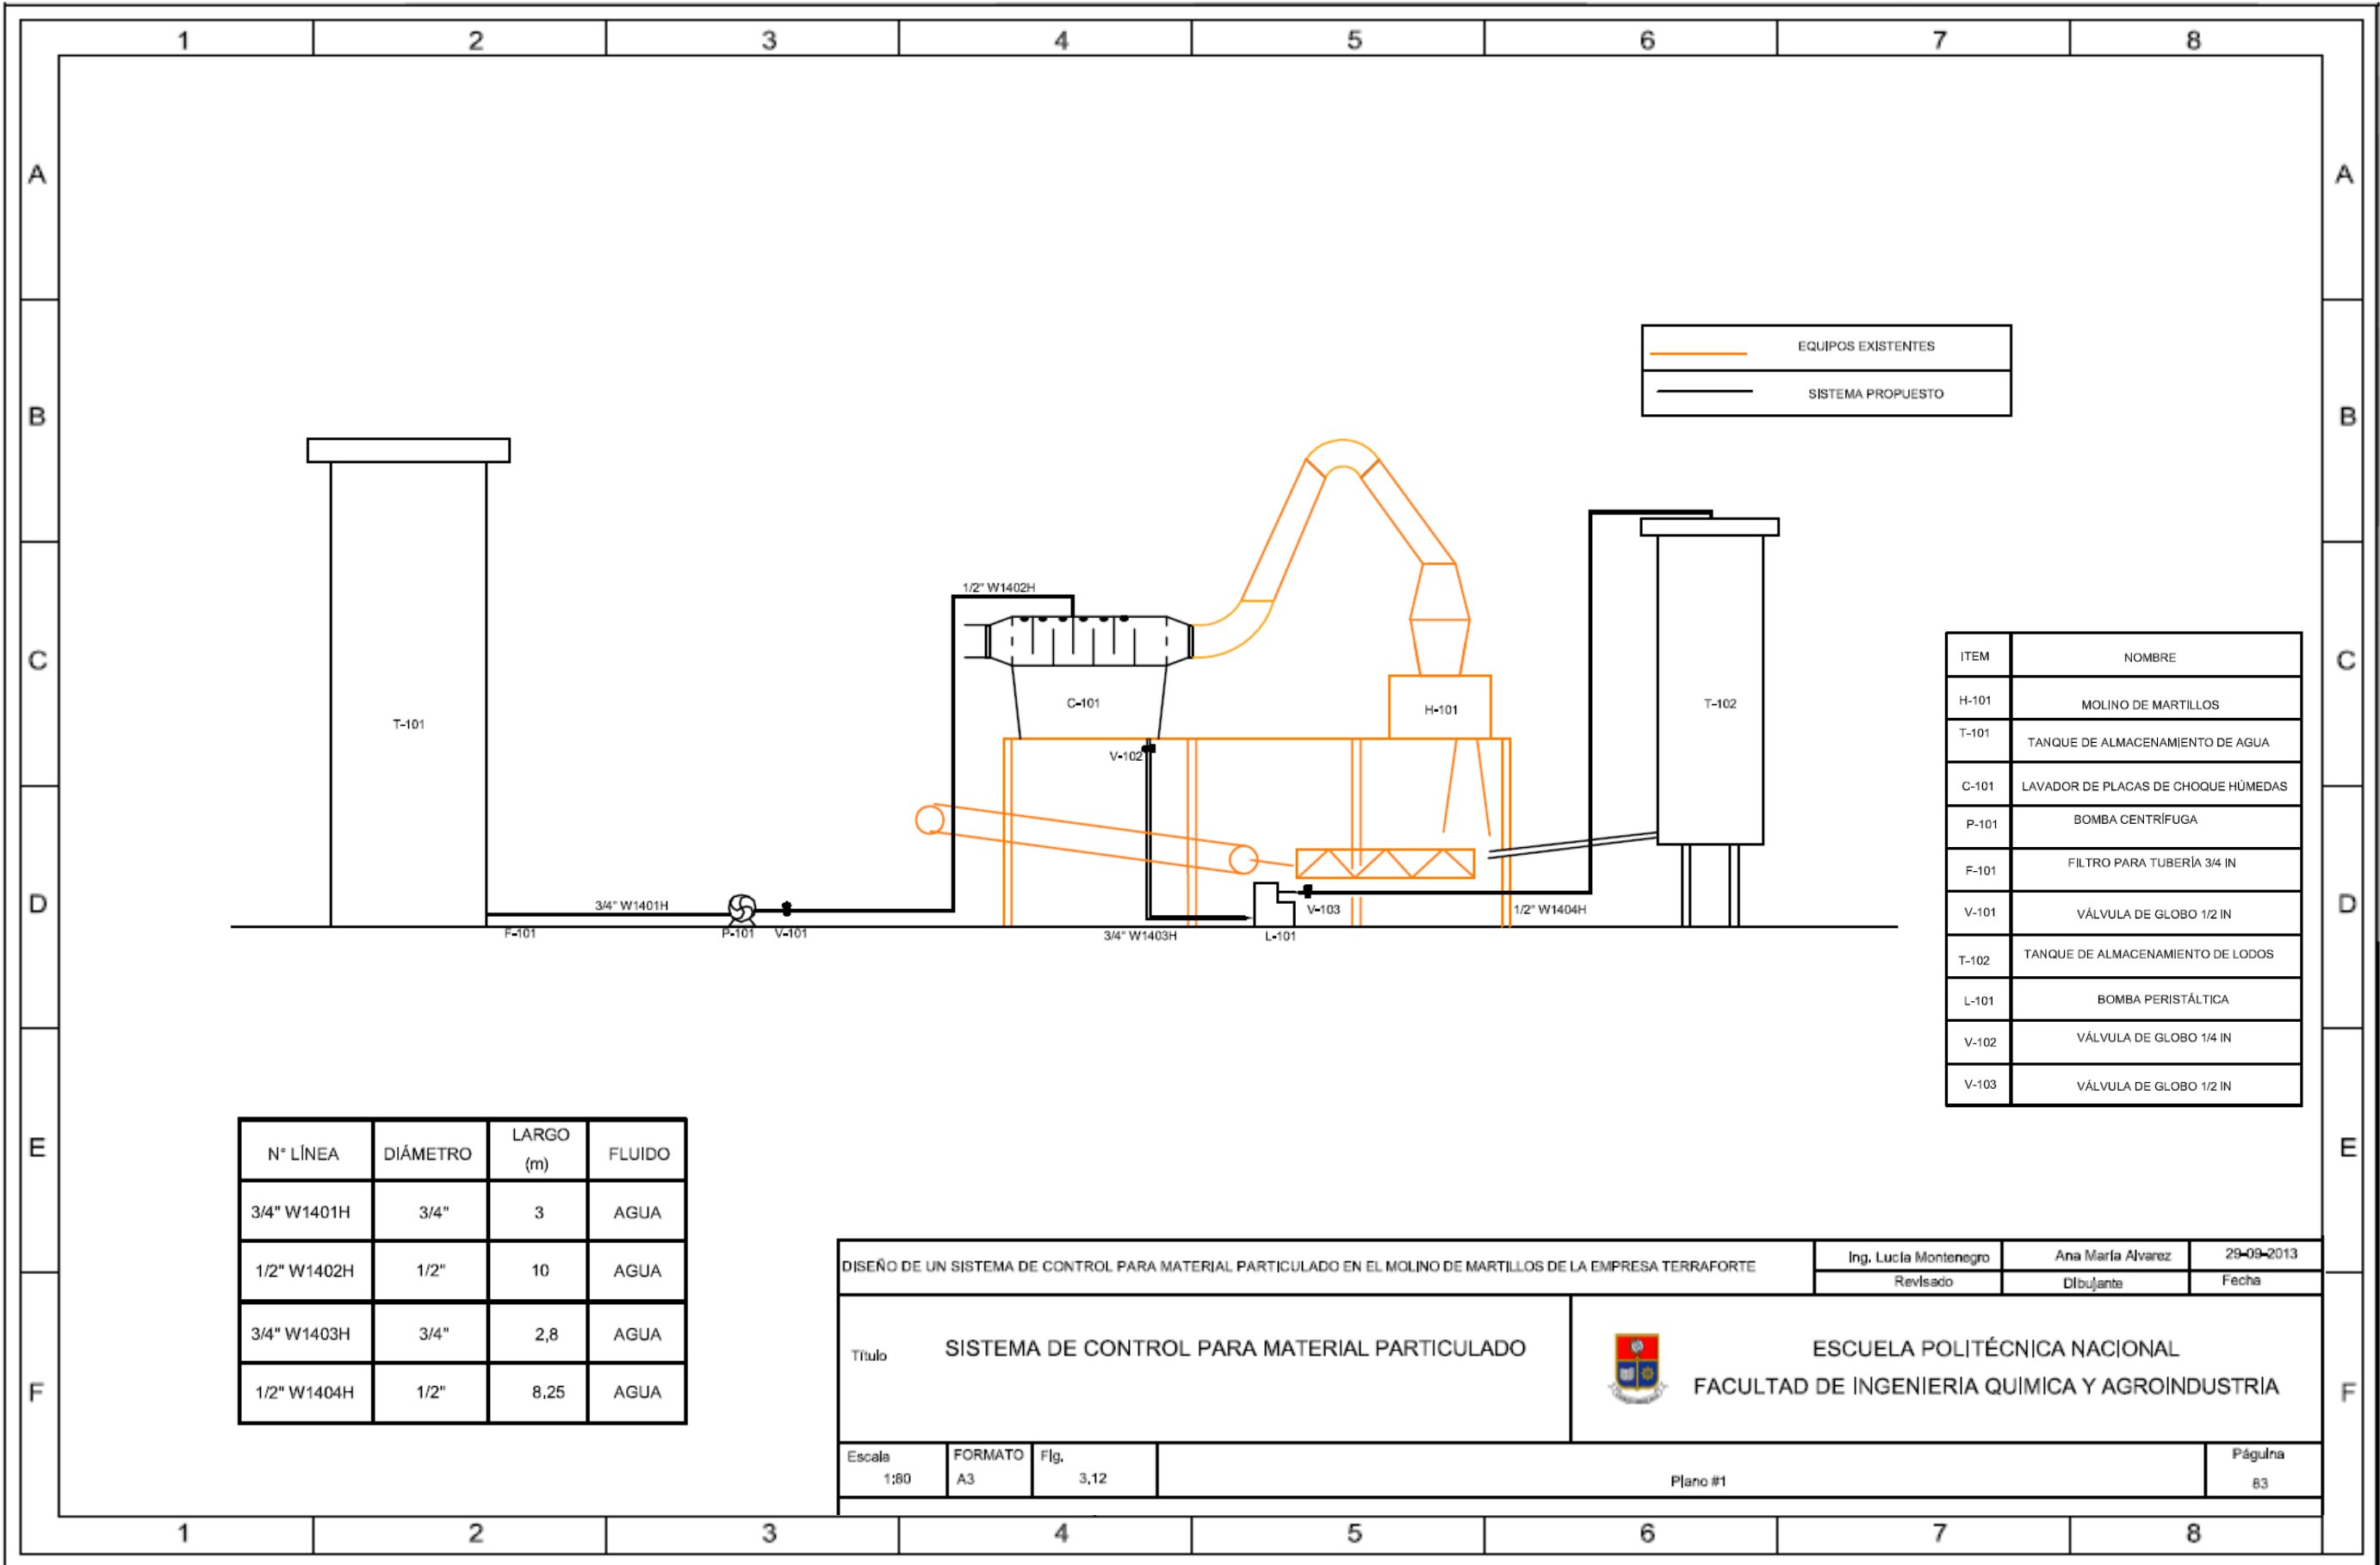 1 2 3 4 5 6 7 8
A A
B B
C C
D D
E E
F F
EQUIPOS EXISTENTES
SISTEMA PROPUESTO
1/2" W1402H
T-101
C-101
H-101
T-102
V-102
3/4" W1401H
F-101
P-101
V-101
3/4" W1403H
L-101
V-103
1/2" W1404H
ITEM NOMBRE
H-101 MOLINO DE MARTILLOS
T-101 TANQUE DE ALMACENAMIENTO DE AGUA
C-101 LAVADOR DE PLACAS DE CHOQUE HÚMEDAS
P-101 BOMBA CENTRÍFUGA
F-101 FILTRO PARA TUBERÍA 3/4 IN
V-101 VÁLVULA DE GLOBO 1/2 IN
T-102 TANQUE DE ALMACENAMIENTO DE LODOS
L-101 BOMBA PERISTÁLTICA
V-102 VÁLVULA DE GLOBO 1/4 IN
V-103 VÁLVULA DE GLOBO 1/2 IN
N° LÍNEA DIÁMETRO LARGO (m) FLUIDO
3/4" W1401H 3/4" 3 AGUA
1/2" W1402H 1/2" 10 AGUA
3/4" W1403H 3/4" 2,8 AGUA
1/2" W1404H 1/2" 8,25 AGUA
DISEÑO DE UN SISTEMA DE CONTROL PARA MATERIAL PARTICULADO EN EL MOLINO DE MARTILLOS DE LA EMPRESA TERRAFORTE
Ing. Lucía Montenegro Ana María Alvarez 29-09-2013
Revisado Dibujante Fecha
Título SISTEMA DE CONTROL PARA MATERIAL PARTICULADO
ESCUELA POLITÉCNICA NACIONAL
FACULTAD DE INGENIERIA QUIMICA Y AGROINDUSTRIA
Escala 1:80
FORMATO A3
Fig. 3.12
Plano #1
Página 83
1 2 3 4 5 6 7 8